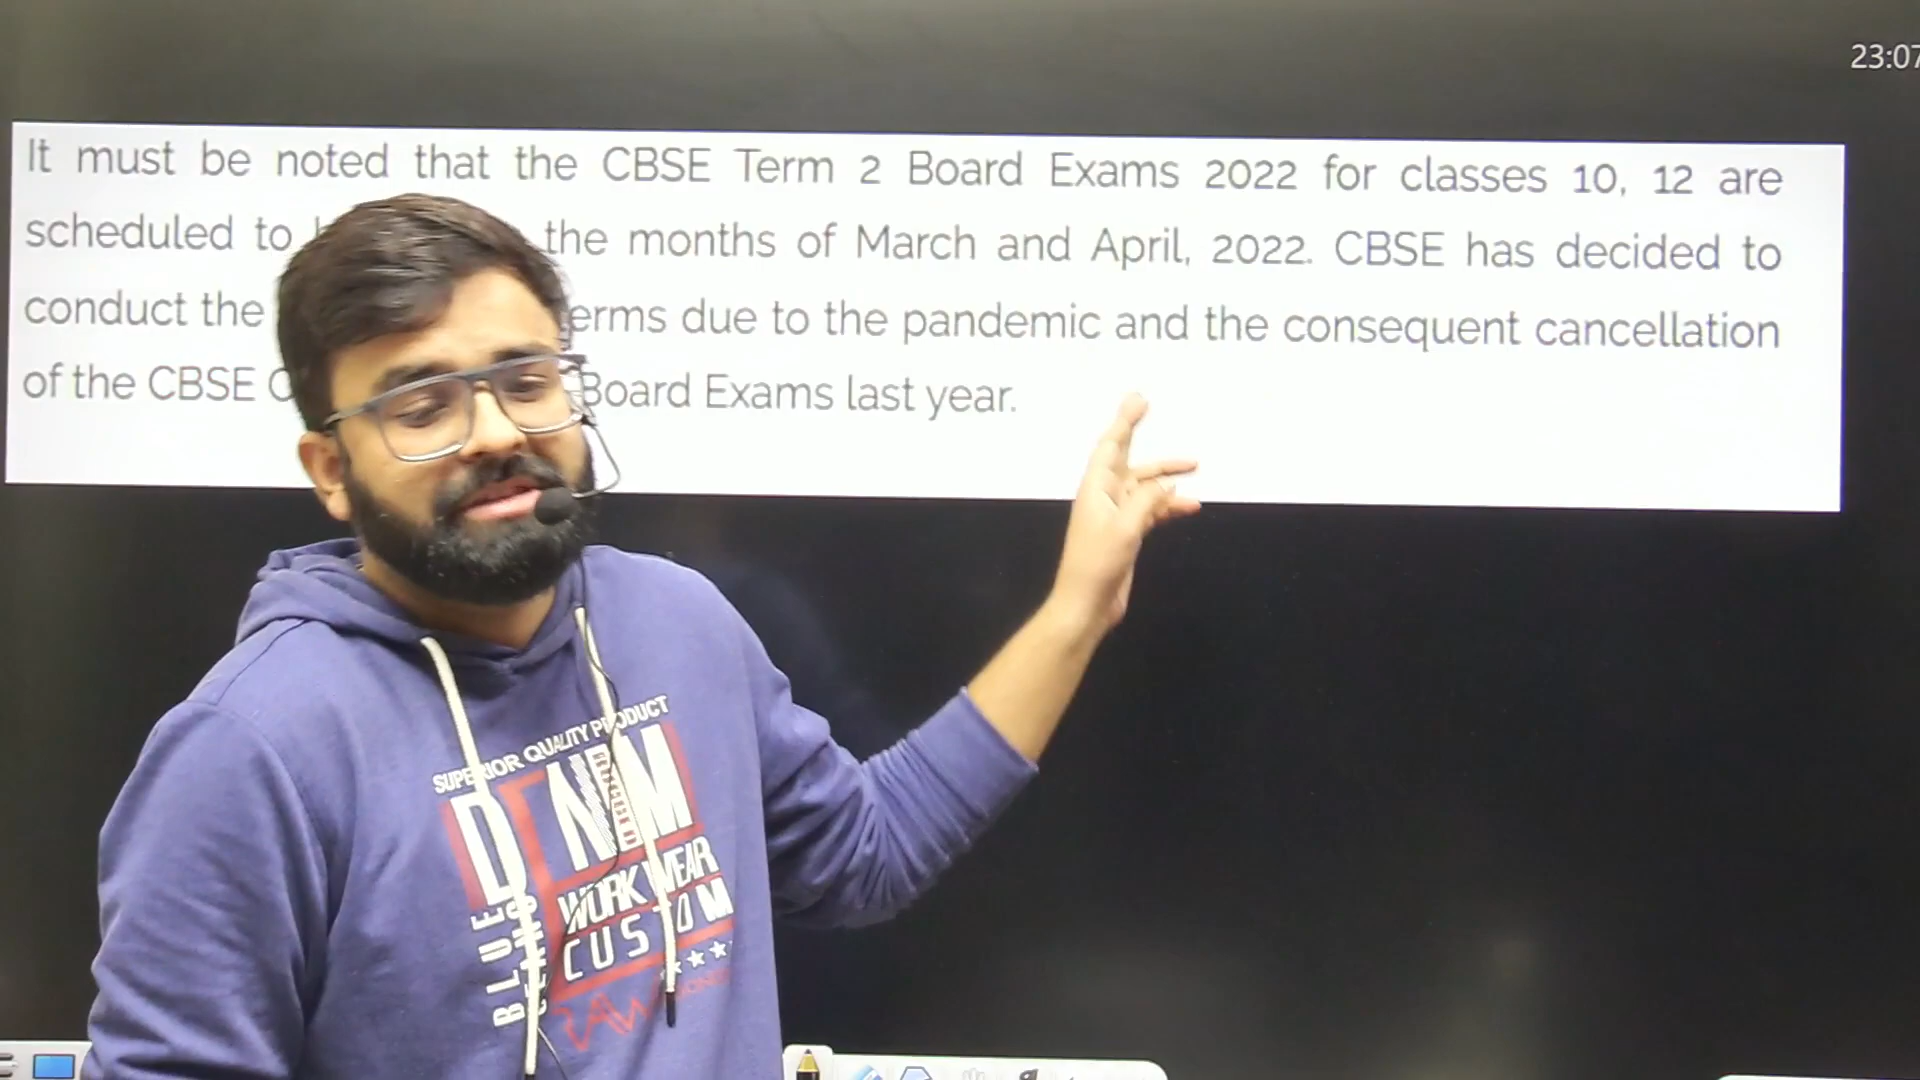 23:07
It must be noted that the CBSE Term 2 Board Exams 2022 for classes 10, 12 are
scheduled to the months of March and April, 2022. CBSE has decided to
conduct the erms due to the pandemic and the consequent cancellation
of the CBSE Board Exams last year.
SUPERIOR QUALITY PRODUCT
DENIM
WORK WEAR
CUSTOM
BLUE